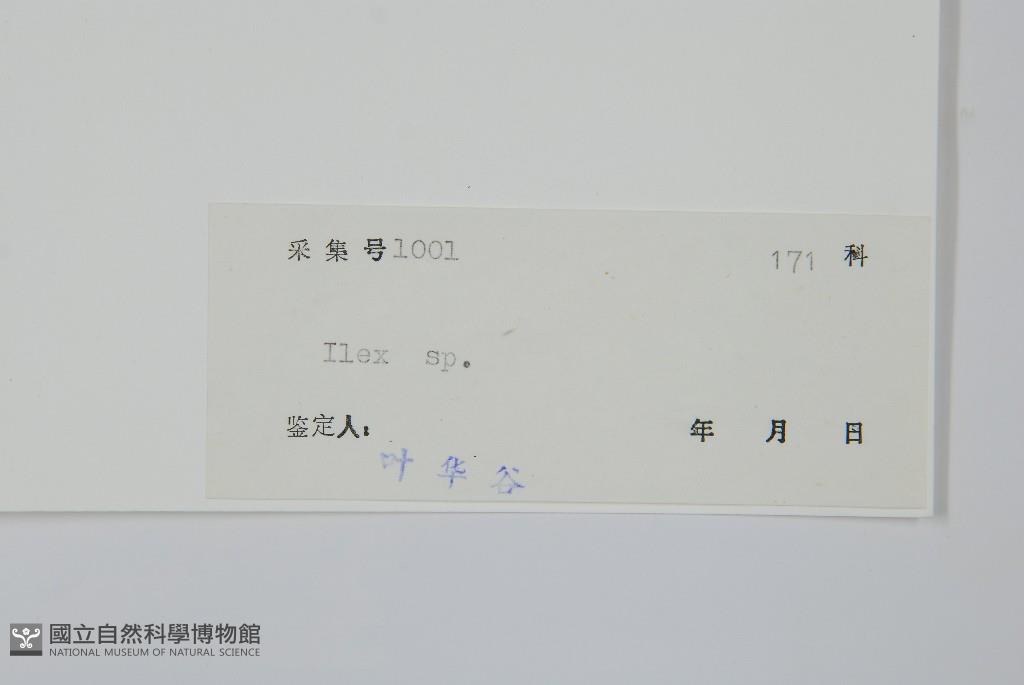 采集号1001 171 科
Ilex sp.
鉴定人: 年 月 日
叶华谷
國立自然科學博物館
NATIONAL MUSEUM OF NATURAL SCIENCE